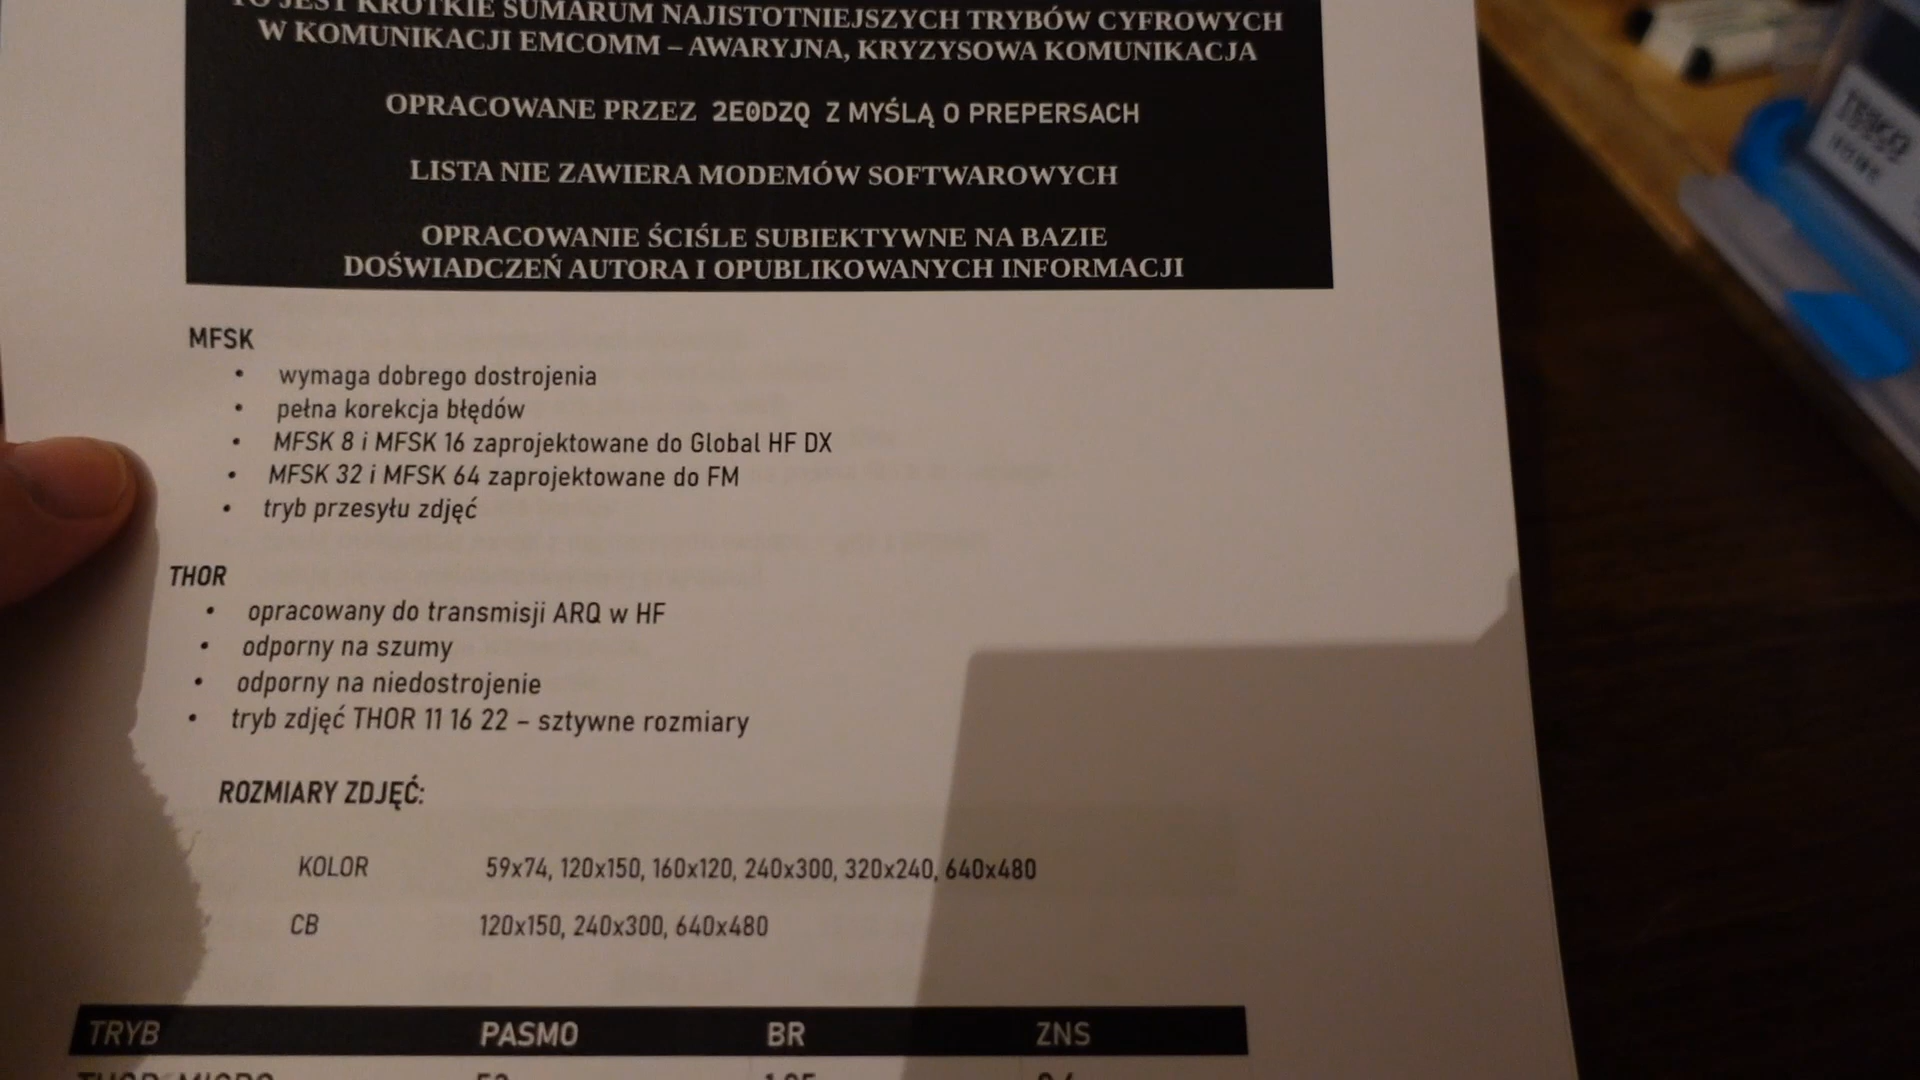 TO JEST KRÓTKIE SUMARUM NAJISTOTNIEJSZYCH TRYBÓW CYFROWYCH
W KOMUNIKACJI EMCOMM – AWARYJNA, KRYZYSOWA KOMUNIKACJA
OPRACOWANE PRZEZ 2E0DZQ Z MYŚLĄ O PREPERSACH
LISTA NIE ZAWIERA MODEMÓW SOFTWAROWYCH
OPRACOWANIE ŚCIŚLE SUBIEKTYWNE NA BAZIE
DOŚWIADCZEŃ AUTORA I OPUBLIKOWANYCH INFORMACJI
MFSK
• wymaga dobrego dostrojenia
• pełna korekcja błędów
• MFSK 8 i MFSK 16 zaprojektowane do Global HF DX
• MFSK 32 i MFSK 64 zaprojektowane do FM
• tryb przesyłu zdjęć
THOR
• opracowany do transmisji ARQ w HF
• odporny na szumy
• odporny na niedostrojenie
• tryb zdjęć THOR 11 16 22 – sztywne rozmiary
ROZMIARY ZDJĘĆ:
KOLOR 59x74, 120x150, 160x120, 240x300, 320x240, 640x480
CB 120x150, 240x300, 640x480
TRYB PASMO BR ZNS
TESCO